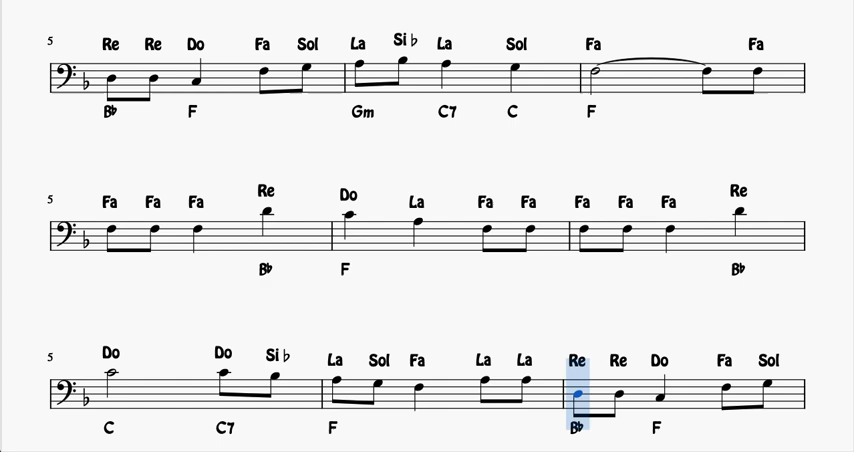 5 Re Re Do Fa Sol La Si♭ La Sol Fa Fa
B♭ F Gm C7 C F
5 Fa Fa Fa Re Do La Fa Fa Fa Fa Fa Re
B♭ F B♭
5 Do Do Si♭ La Sol Fa La La Re Re Do Fa Sol
C C7 F B♭ F